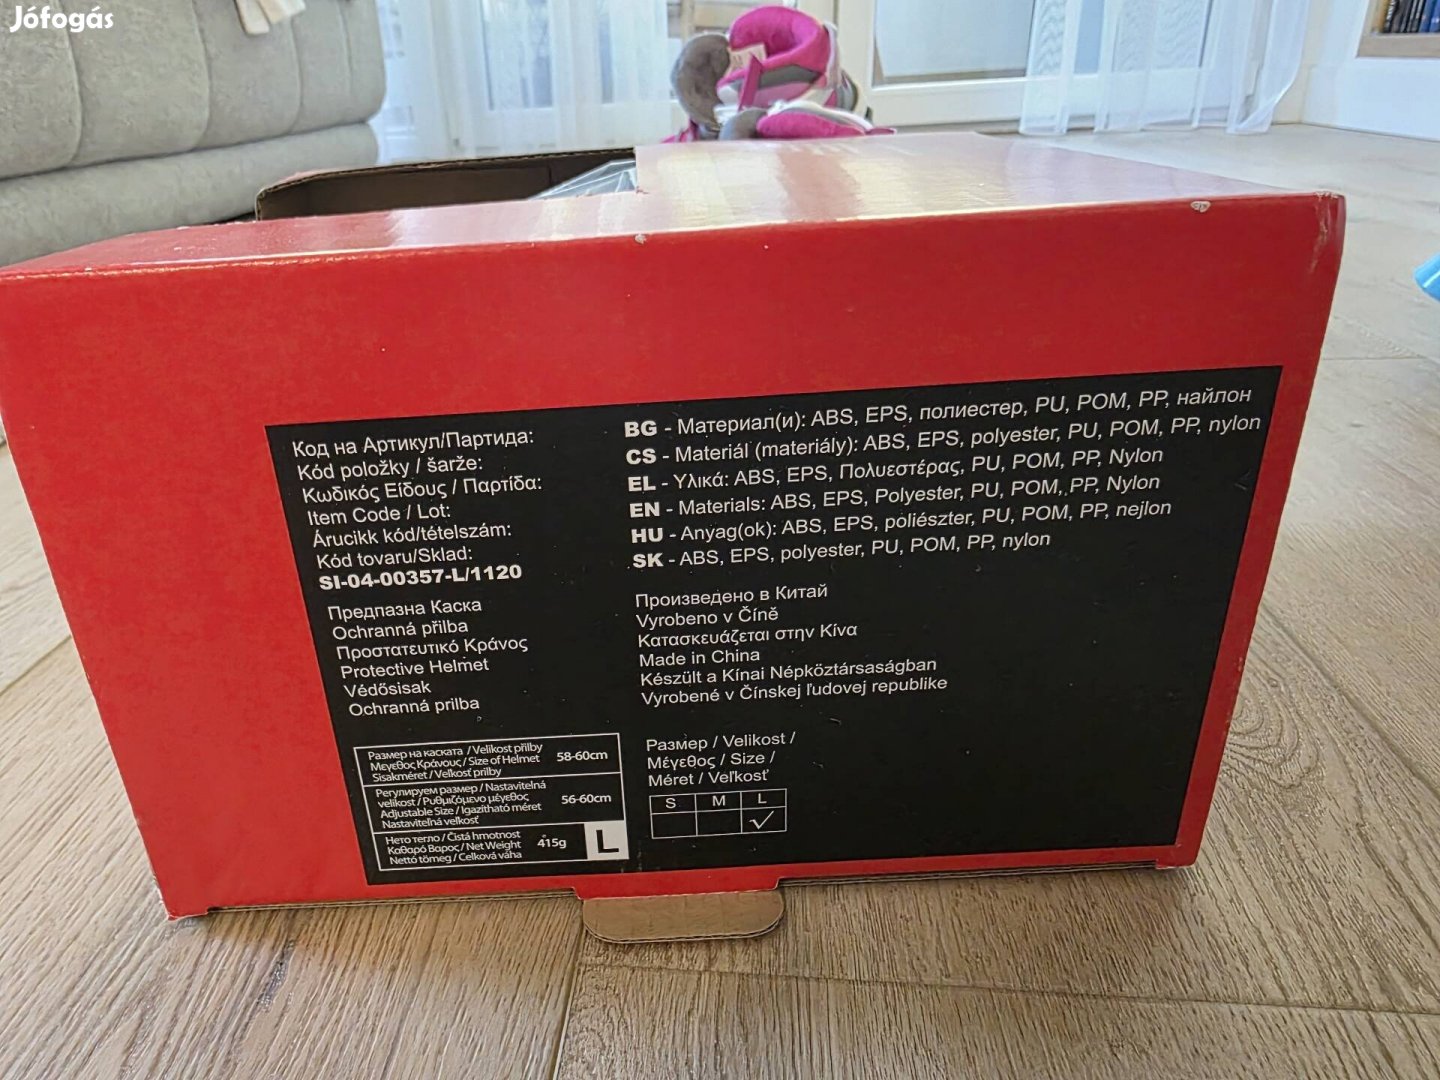 Jófogás
Код на Артикул/Партида:
Kód položky / šarže:
Κωδικός Είδους / Παρτίδα:
Item Code / Lot:
Árucikk kód/tételszám:
Kód tovaru/Sklad:
SI-04-00357-L/1120
Предпазна Каска
Ochranná přilba
Προστατευτικό Κράνος
Protective Helmet
Védősisak
Ochranná prilba
Размер на каската / Velikost přilby
Μεγεθος Κράνους / Size of Helmet
Sisakméret / Veľkosť prilby
58-60cm
Регулируем размер / Nastavitelná
velikost / Ρυθμιζόμενο μέγεθος
Adjustable Size / Igazítható méret
Nastaviteľná veľkosť
56-60cm
Нето тегло / Čistá hmotnost
Καθαρό Βαρος / Net Weight
Nettó tömeg / Celková váha
415g
L
BG - Материал(и): ABS, EPS, полиестер, PU, POM, PP, найлон
CS - Materiál (materiály): ABS, EPS, polyester, PU, POM, PP, nylon
EL - Υλικά: ABS, EPS, Πολυεστέρας, PU, POM, PP, Nylon
EN - Materials: ABS, EPS, Polyester, PU, POM, PP, Nylon
HU - Anyag(ok): ABS, EPS, poliészter, PU, POM, PP, nejlon
SK - ABS, EPS, polyester, PU, POM, PP, nylon
Произведено в Китай
Vyrobeno v Číně
Κατασκευάζεται στην Κίνα
Made in China
Készült a Kínai Népköztársaságban
Vyrobené v Čínskej ľudovej republike
Размер / Velikost /
Μέγεθος / Size /
Méret / Veľkosť
S M L
✓